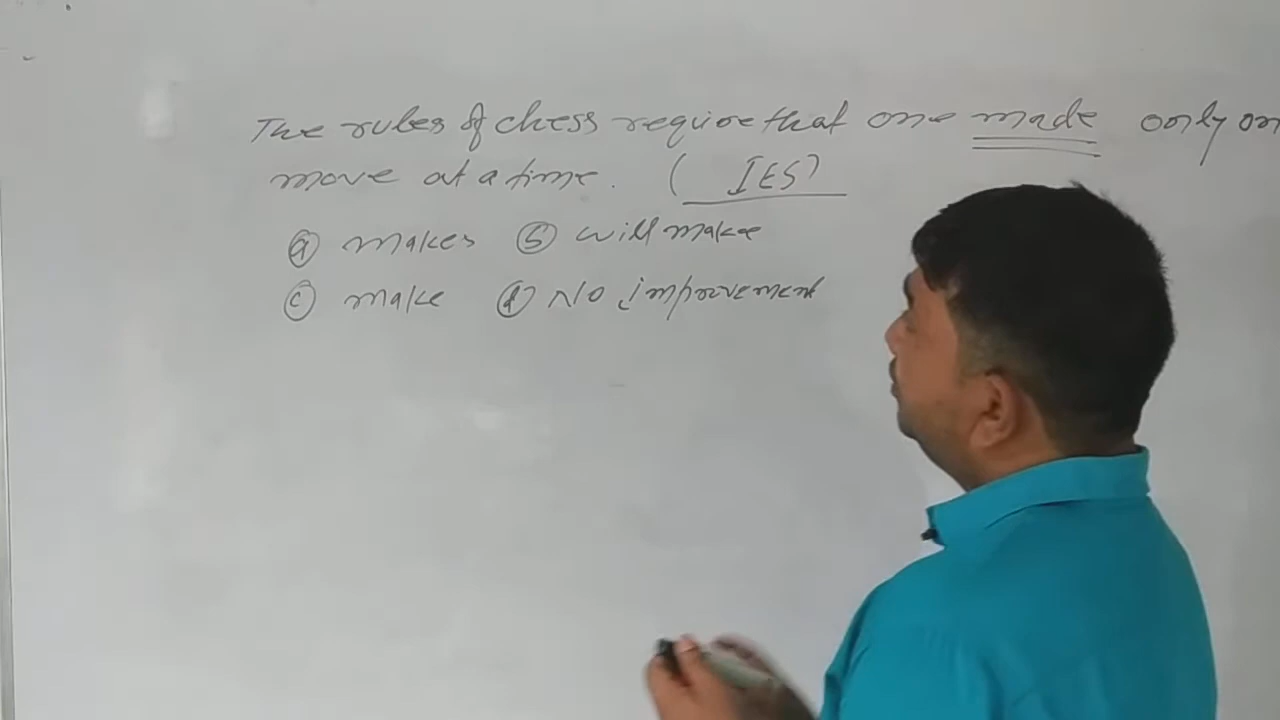 The rules of chess require that one made only on
move at a time. ( IES)
(a) makes (b) will make
(c) make (d) No improvement